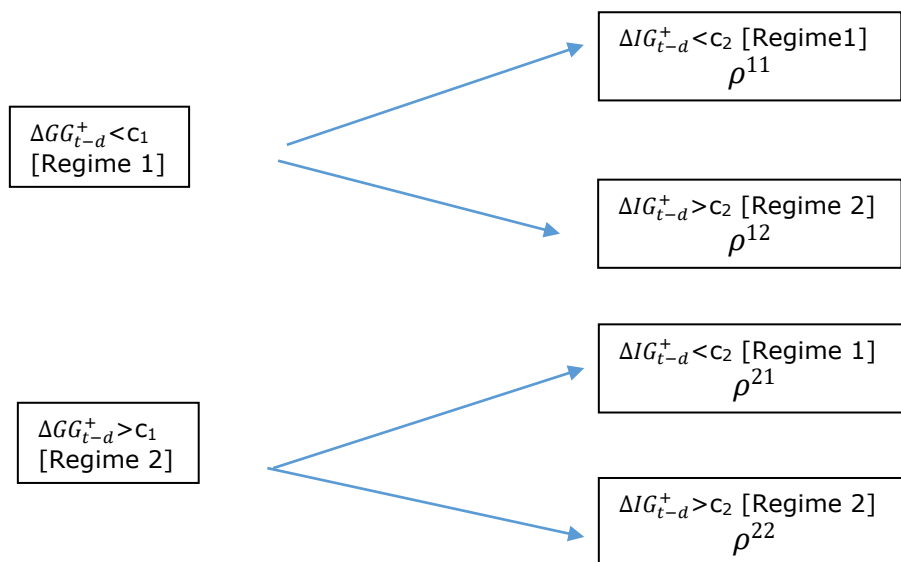 Δ𝐼𝐺⁺ₜ₋𝑑<c₂ [Regime1]
𝜌¹¹
Δ𝐺𝐺⁺ₜ₋𝑑<c₁
[Regime 1]
Δ𝐼𝐺⁺ₜ₋𝑑>c₂ [Regime 2]
𝜌¹²
Δ𝐼𝐺⁺ₜ₋𝑑<c₂ [Regime 1]
𝜌²¹
Δ𝐺𝐺⁺ₜ₋𝑑>c₁
[Regime 2]
Δ𝐼𝐺⁺ₜ₋𝑑>c₂ [Regime 2]
𝜌²²